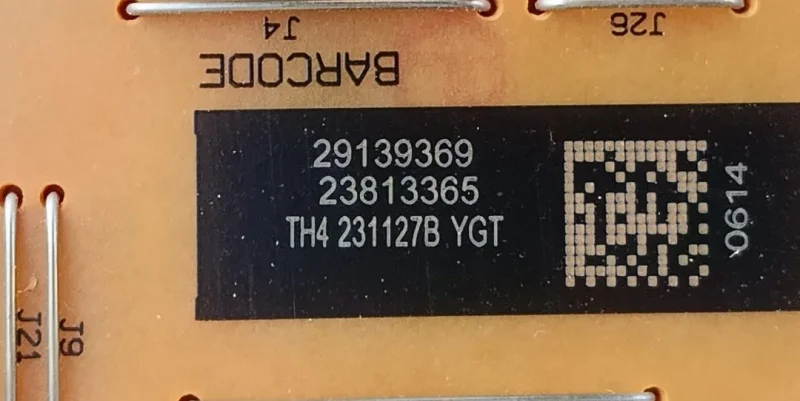 J4
J26
BARCODE
29139369
23813365
TH4 231127B YGT
0614
J21
J9